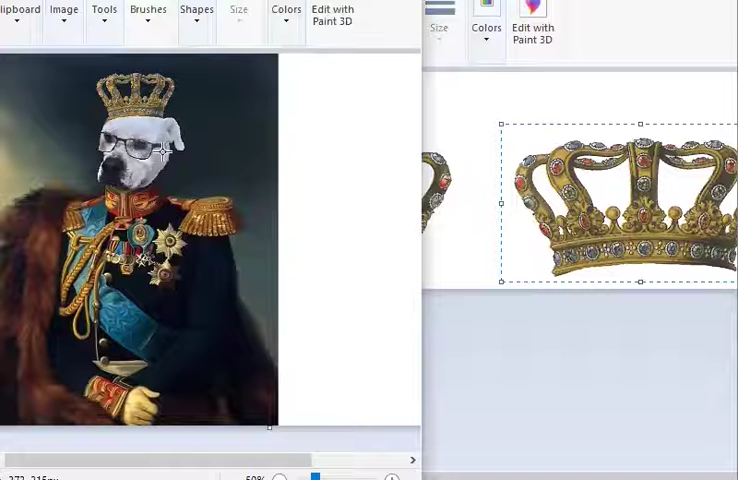 lipboard Image Tools Brushes Shapes Size Colors Edit with
Paint 3D
Size Colors Edit with
Paint 3D
50%